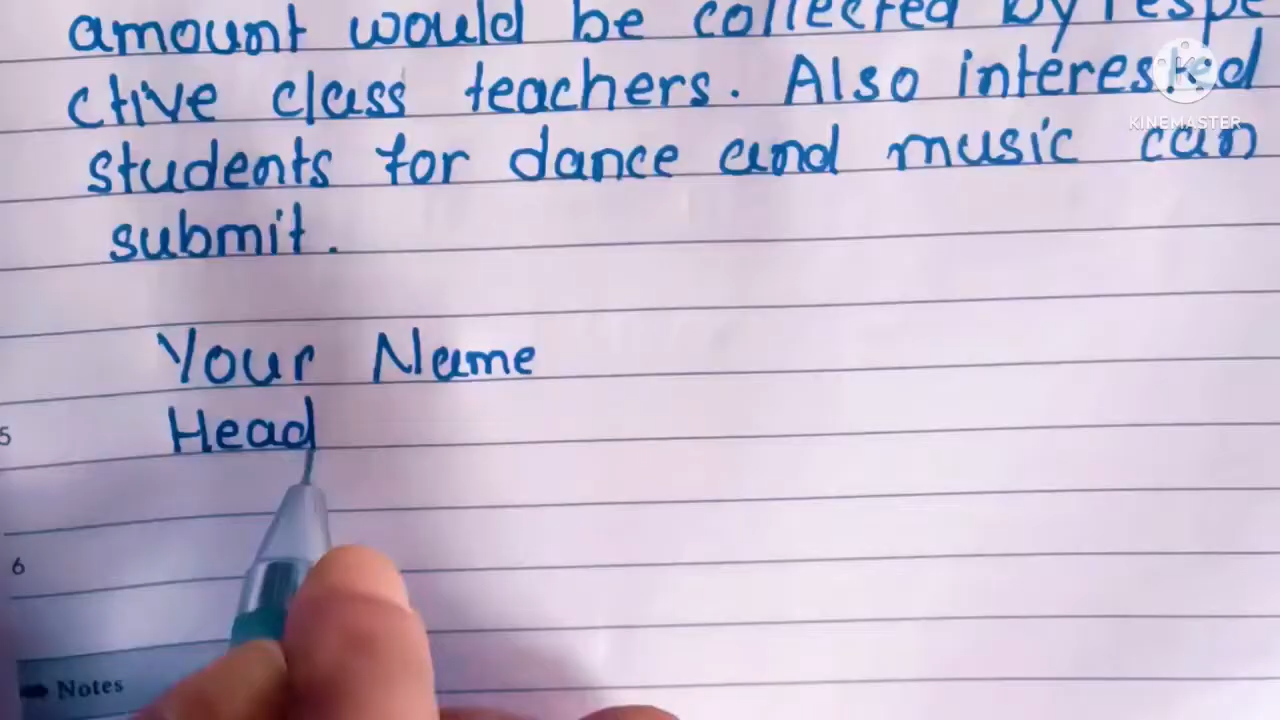 amount would be collected by respe
ctive class teachers. Also interested
students for dance and music can
submit.
Your Name
Head
5
6
Notes
KINEMASTER